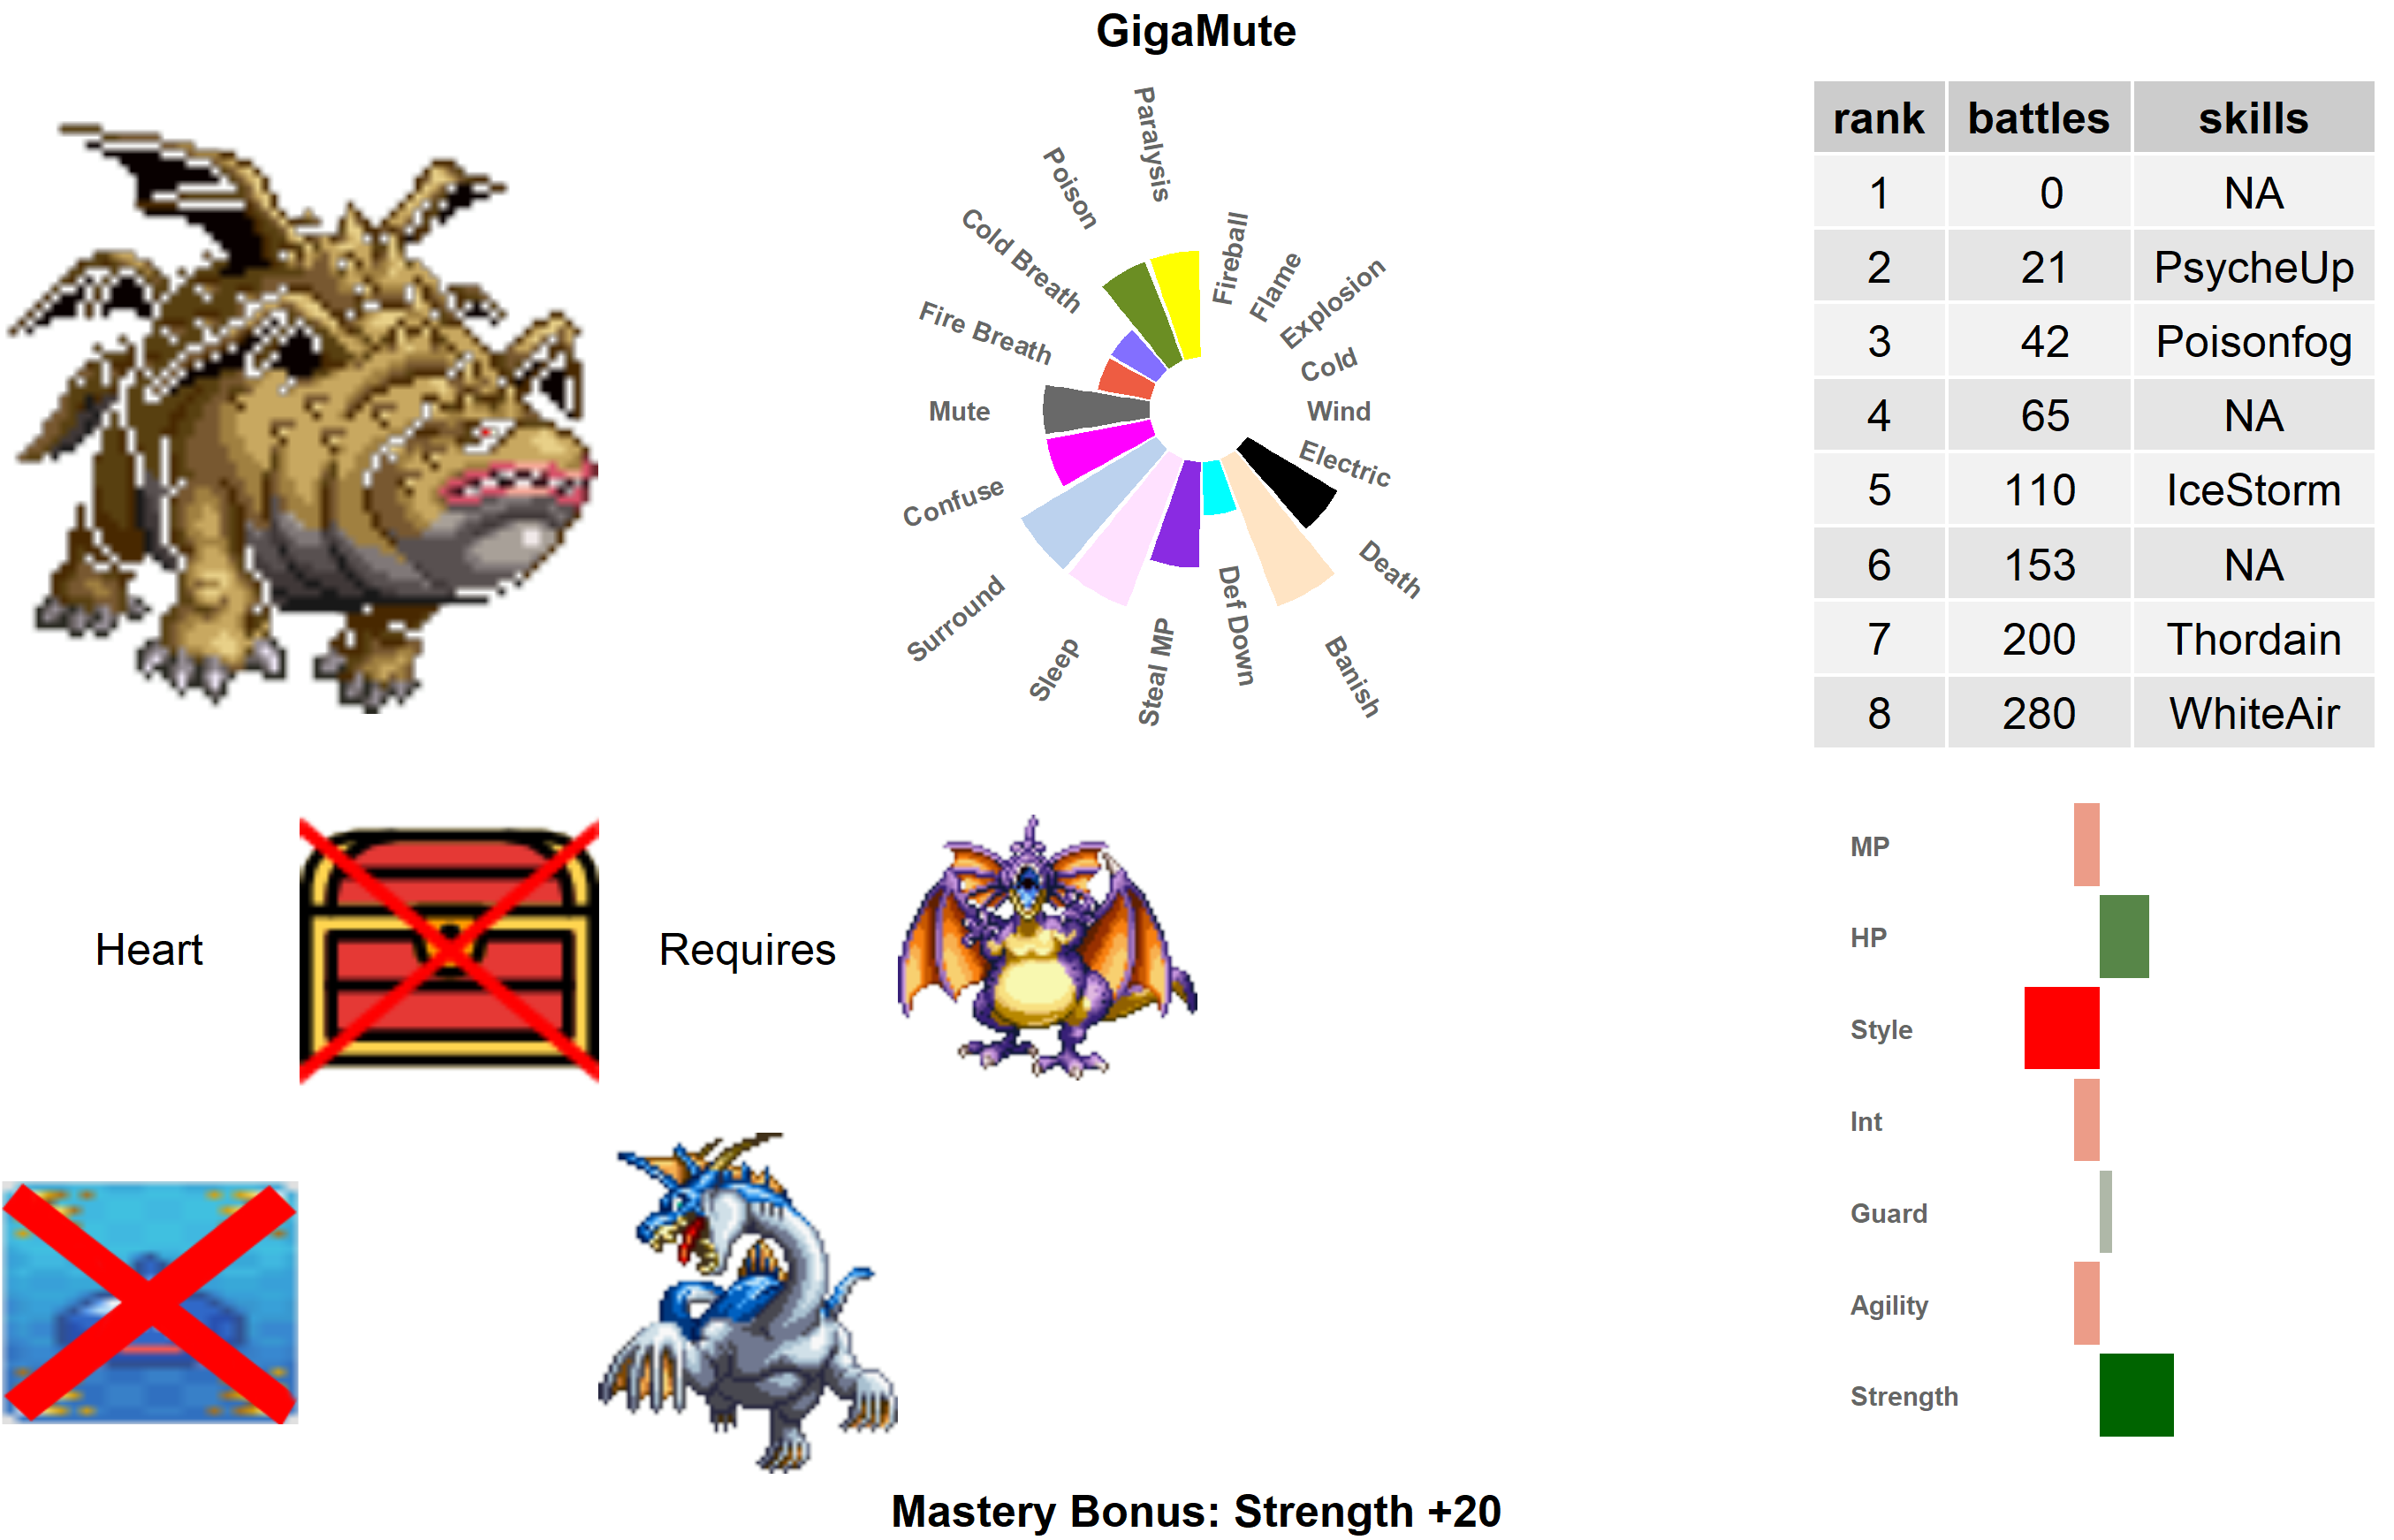 GigaMute
Paralysis
Poison
Cold Breath
Fire Breath
Mute
Confuse
Surround
Sleep
Steal MP
Def Down
Banish
Death
Electric
Wind
Cold
Explosion
Flame
Fireball
rank battles skills
1 0 NA
2 21 PsycheUp
3 42 Poisonfog
4 65 NA
5 110 IceStorm
6 153 NA
7 200 Thordain
8 280 WhiteAir
Heart
Requires
MP
HP
Style
Int
Guard
Agility
Strength
Mastery Bonus: Strength +20